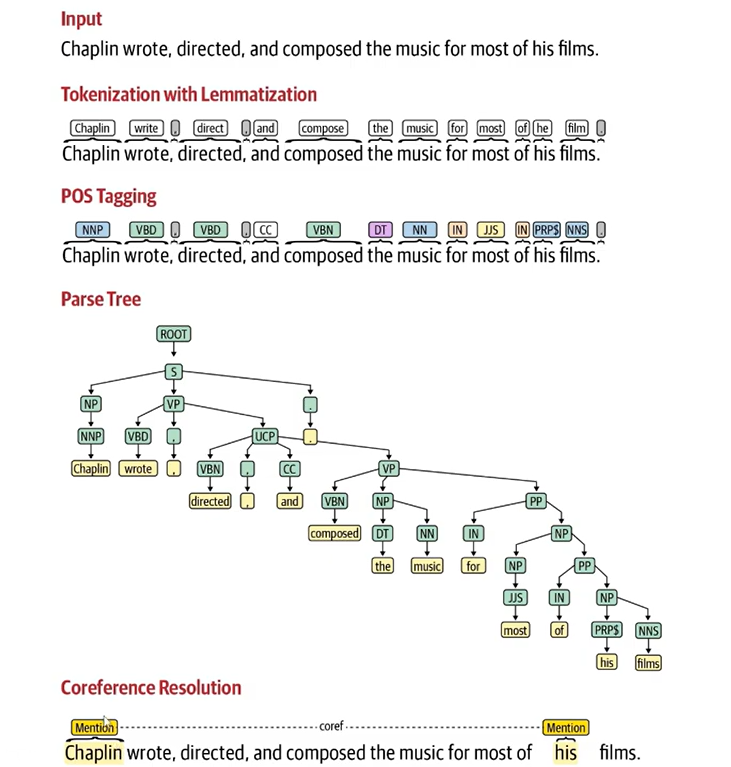 Input
Chaplin wrote, directed, and composed the music for most of his films.
Tokenization with Lemmatization
Chaplin write , direct , and compose the music for most of he film .
Chaplin wrote, directed, and composed the music for most of his films.
POS Tagging
NNP VBD , VBD , CC VBN DT NN IN JJS IN PRP$ NNS .
Chaplin wrote, directed, and composed the music for most of his films.
Parse Tree
ROOT
S
NP VP .
NNP VBD , UCP .
Chaplin wrote , VBN , CC VP
directed , and VBN NP PP
composed DT NN IN NP
the music for NP PP
JJS IN NP
most of PRP$ NNS
his films
Coreference Resolution
Mention coref Mention
Chaplin wrote, directed, and composed the music for most of his films.